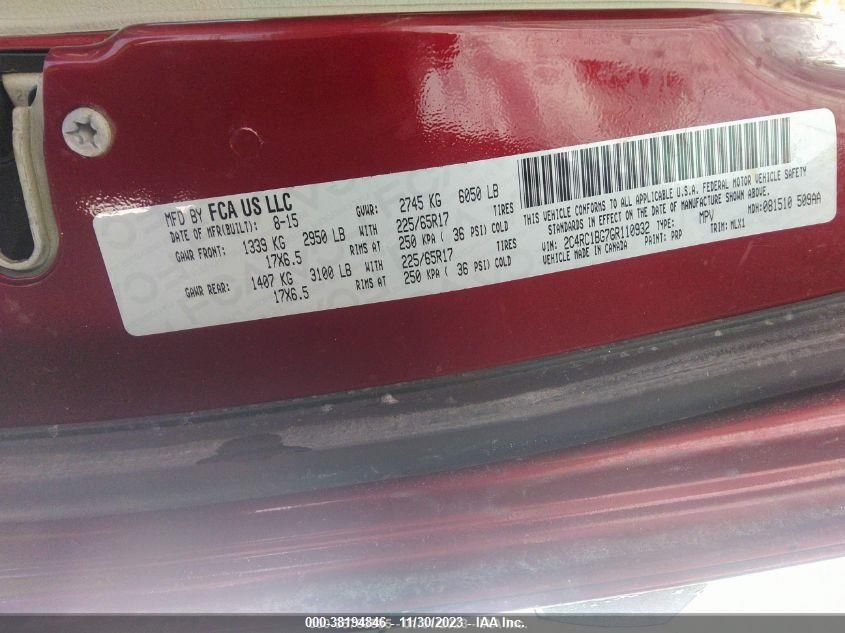 MFD BY FCA US LLC
DATE OF MFR(BUILT): 8-15 GVWR: 2745 KG 6050 LB
GAWR FRONT: 1339 KG 2950 LB WITH 225/65R17 TIRES
17X6.5 RIMS AT 250 KPA ( 36 PSI) COLD
GAWR REAR: 1407 KG 3100 LB WITH 225/65R17 TIRES
17X6.5 RIMS AT 250 KPA ( 36 PSI) COLD
THIS VEHICLE CONFORMS TO ALL APPLICABLE U.S.A. FEDERAL MOTOR VEHICLE SAFETY
STANDARDS IN EFFECT ON THE DATE OF MANUFACTURE SHOWN ABOVE.
VIN: 2C4RC1BG7GR110932 TYPE: MPV MDH:081510 509AA
VEHICLE MADE IN CANADA PAINT: PRP TRIM: MLX1
000-38194846 - 11/30/2023 - IAA Inc.